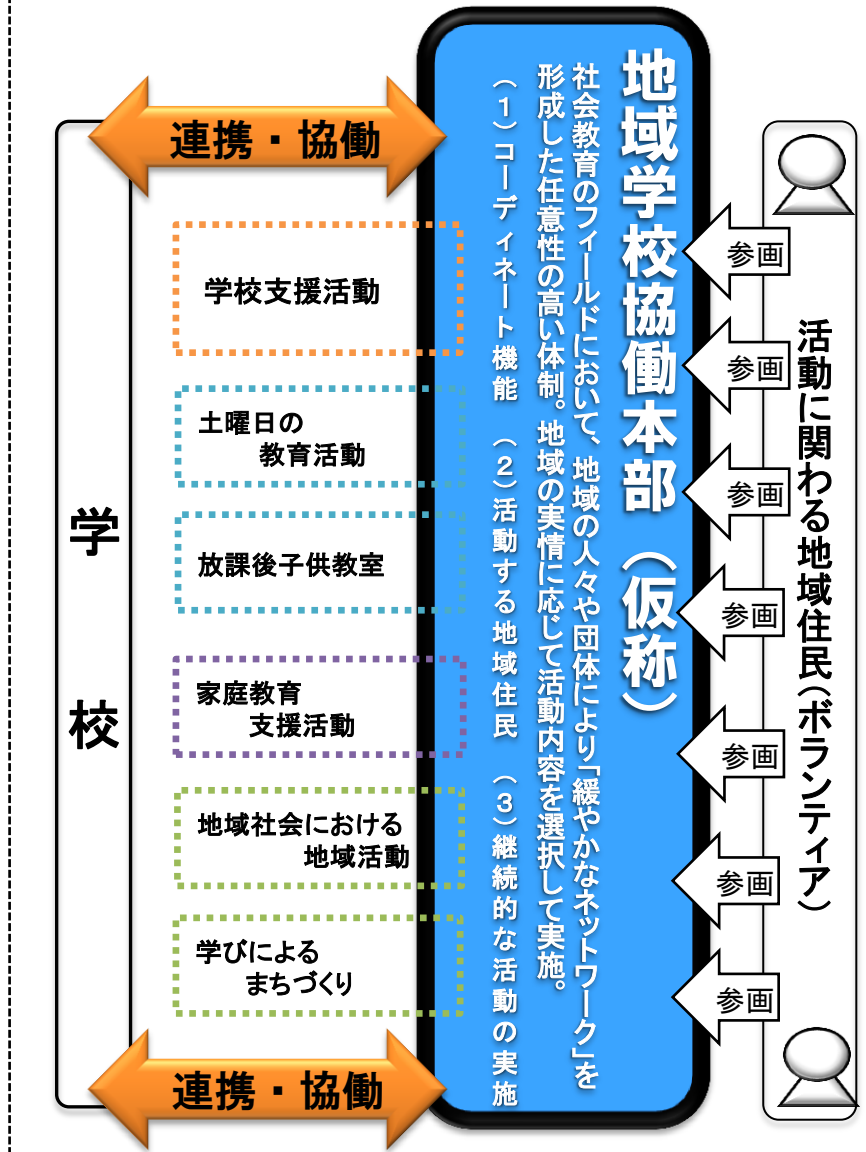 連携・協働
学校
学校支援活動
土曜日の
教育活動
放課後子供教室
家庭教育
支援活動
地域社会における
地域活動
学びによる
まちづくり
連携・協働
地域学校協働本部（仮称）
社会教育のフィールドにおいて、地域の人々や団体により「緩やかなネットワーク」を
形成した任意性の高い体制。地域の実情に応じて活動内容を選択して実施。
（１）コーディネート機能　（２）活動する地域住民　（３）継続的な活動の実施
参画
参画
参画
参画
参画
参画
参画
活動に関わる地域住民（ボランティア）